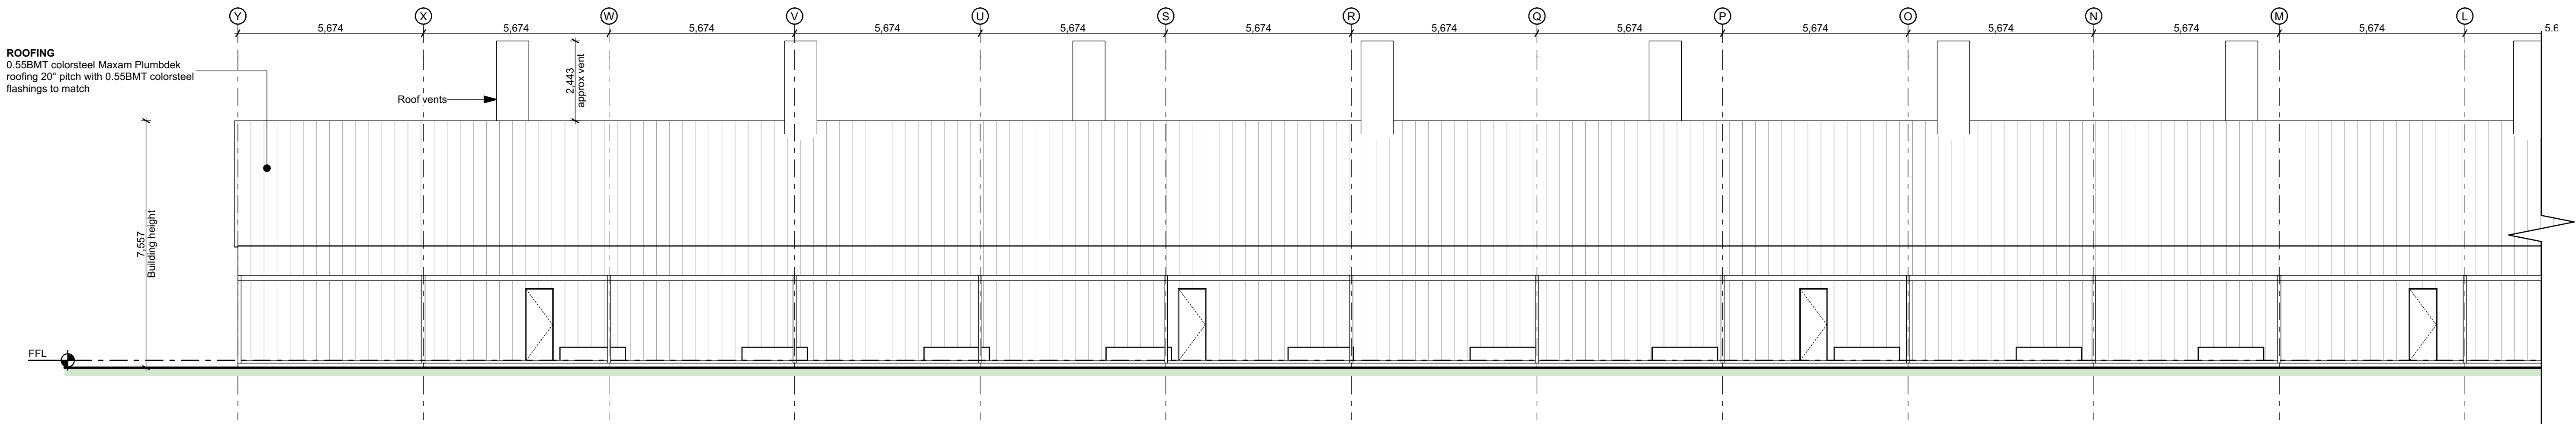 Y X W V U S R Q P O N M L
5,674 5,674 5,674 5,674 5,674 5,674 5,674 5,674 5,674 5,674 5,674 5,674 5.6
ROOFING
0.55BMT colorsteel Maxam Plumbdek
roofing 20° pitch with 0.55BMT colorsteel
flashings to match
Roof vents
2,443
approx vent
7,557
Building height
FFL